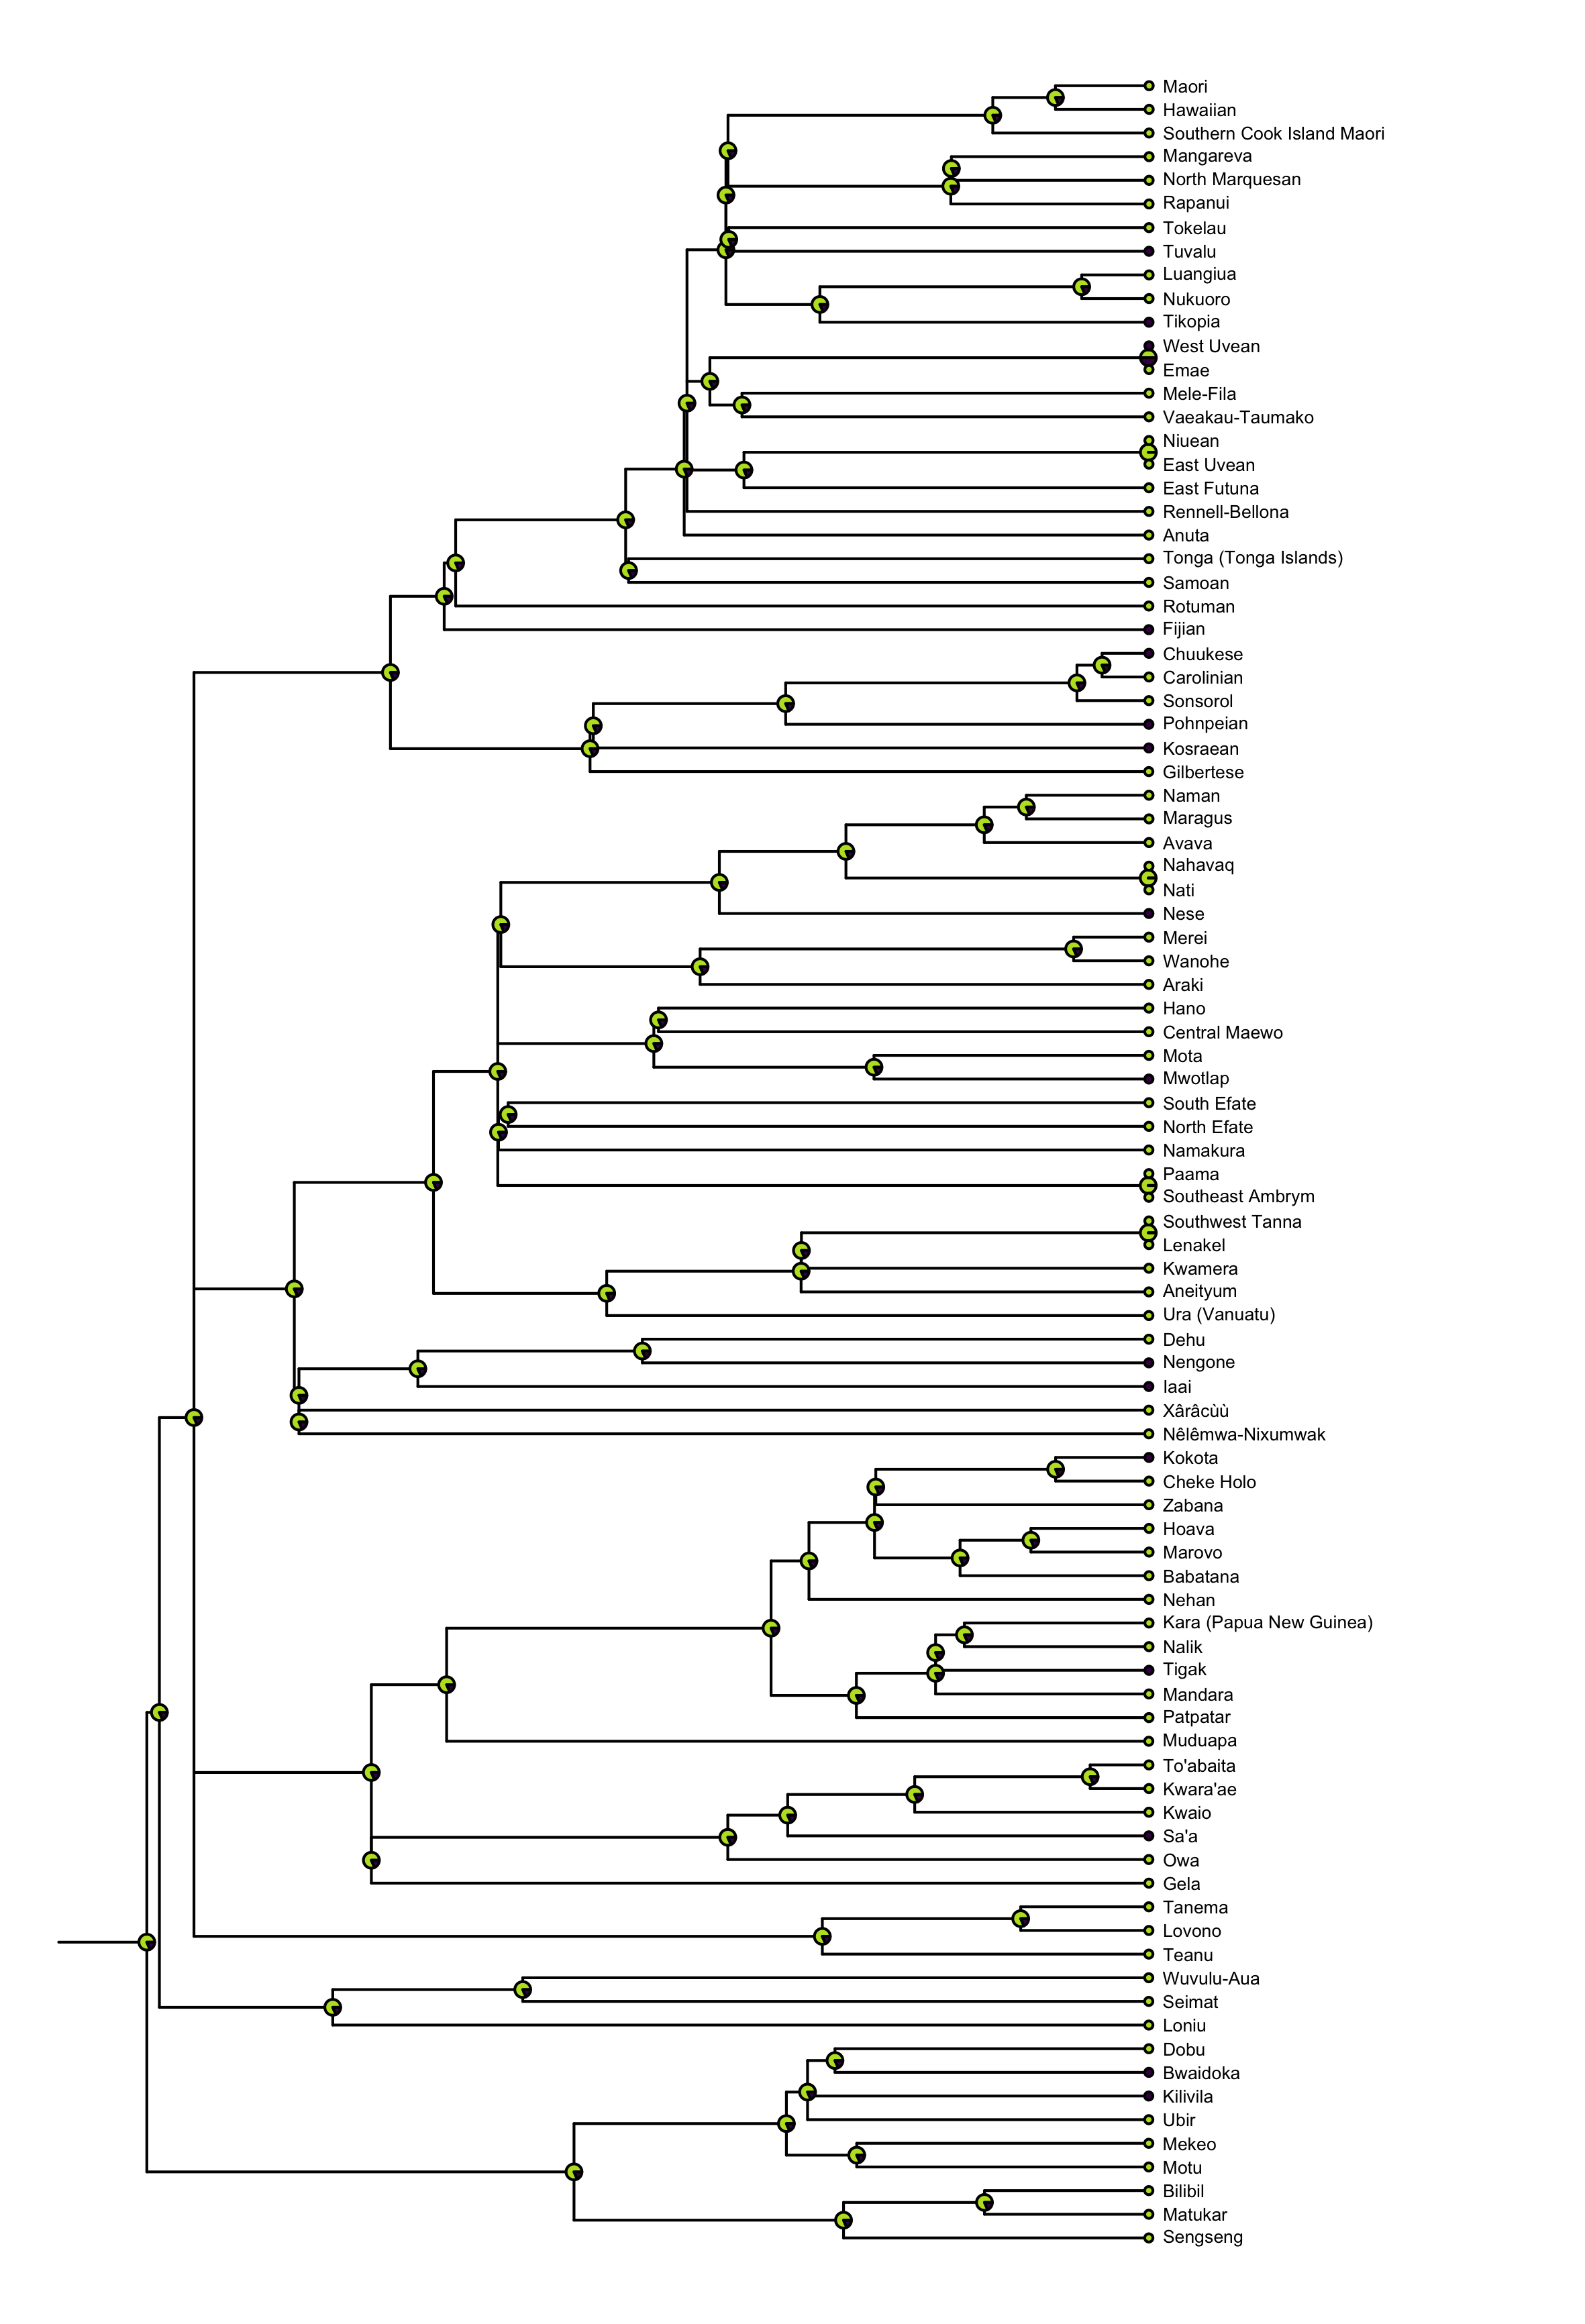 Maori
Hawaiian
Southern Cook Island Maori
Mangareva
North Marquesan
Rapanui
Tokelau
Tuvalu
Luangiua
Nukuoro
Tikopia
West Uvean
Emae
Mele-Fila
Vaeakau-Taumako
Niuean
East Uvean
East Futuna
Rennell-Bellona
Anuta
Tonga (Tonga Islands)
Samoan
Rotuman
Fijian
Chuukese
Carolinian
Sonsorol
Pohnpeian
Kosraean
Gilbertese
Naman
Maragus
Avava
Nahavaq
Nati
Nese
Merei
Wanohe
Araki
Hano
Central Maewo
Mota
Mwotlap
South Efate
North Efate
Namakura
Paama
Southeast Ambrym
Southwest Tanna
Lenakel
Kwamera
Aneityum
Ura (Vanuatu)
Dehu
Nengone
Iaai
Xârâcùù
Nêlêmwa-Nixumwak
Kokota
Cheke Holo
Zabana
Hoava
Marovo
Babatana
Nehan
Kara (Papua New Guinea)
Nalik
Tigak
Mandara
Patpatar
Muduapa
To'abaita
Kwara'ae
Kwaio
Sa'a
Owa
Gela
Tanema
Lovono
Teanu
Wuvulu-Aua
Seimat
Loniu
Dobu
Bwaidoka
Kilivila
Ubir
Mekeo
Motu
Bilibil
Matukar
Sengseng